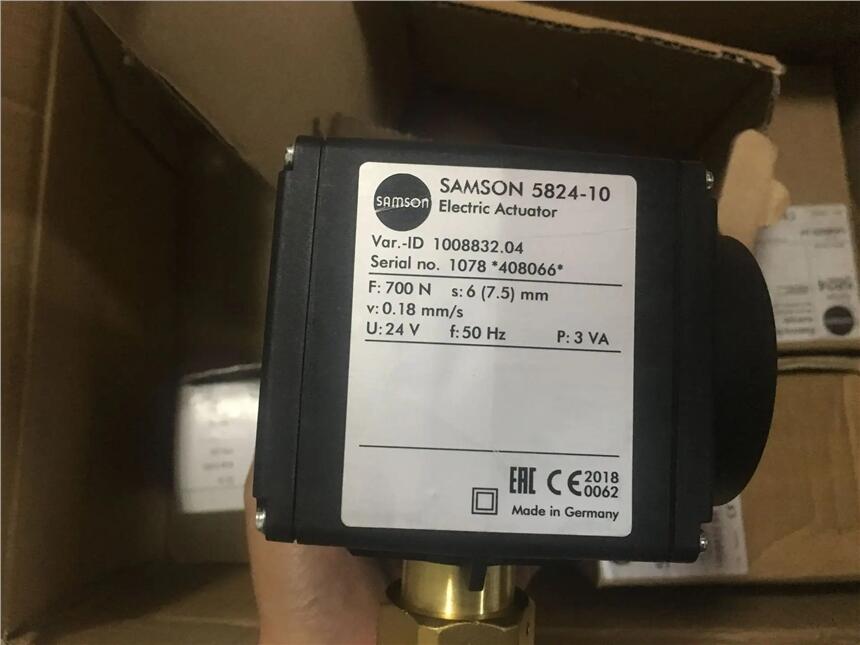 SAMSON
SAMSON 5824-10
Electric Actuator
Var.-ID 1008832.04
Serial no. 1078 *408066*
F: 700 N s: 6 (7.5) mm
v: 0.18 mm/s
U: 24 V f: 50 Hz P: 3 VA
EAC CE 2018
0062
Made in Germany